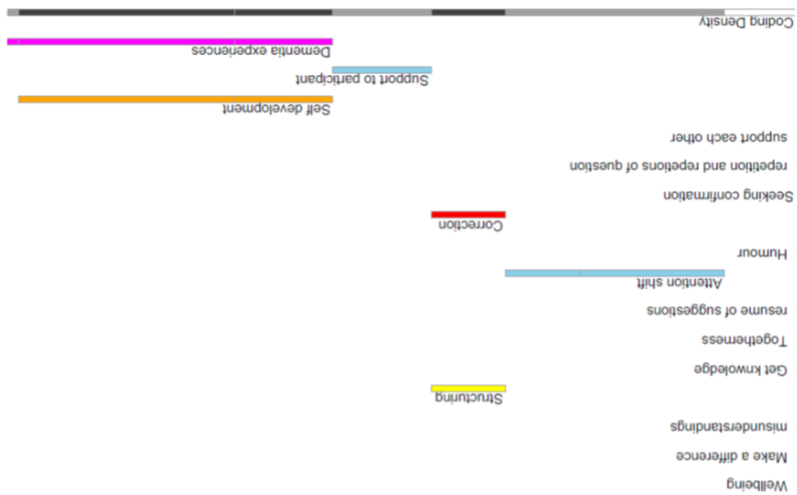 Wellbeing
Make a difference
misunderstandings
Structuring
Get knwoledge
Togetherness
resume of suggestions
Attention shift
Humour
Correction
Seeking confirmation
repetition and repetions of question
support each other
Self development
Support to participant
Dementia experiences
Coding Density